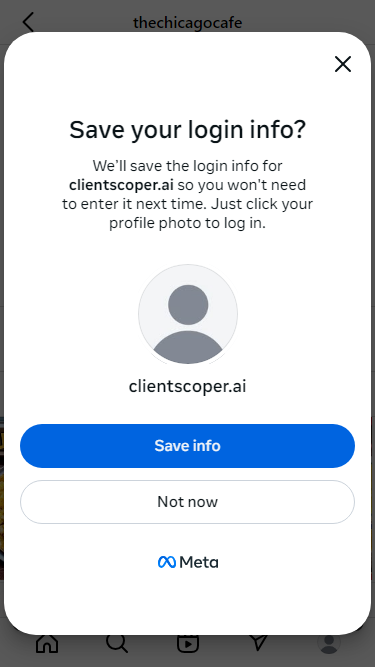 thechicagocafe
Save your login info?
We'll save the login info for
clientscoper.ai so you won't need
to enter it next time. Just click your
profile photo to log in.
clientscoper.ai
Save info
Not now
Meta